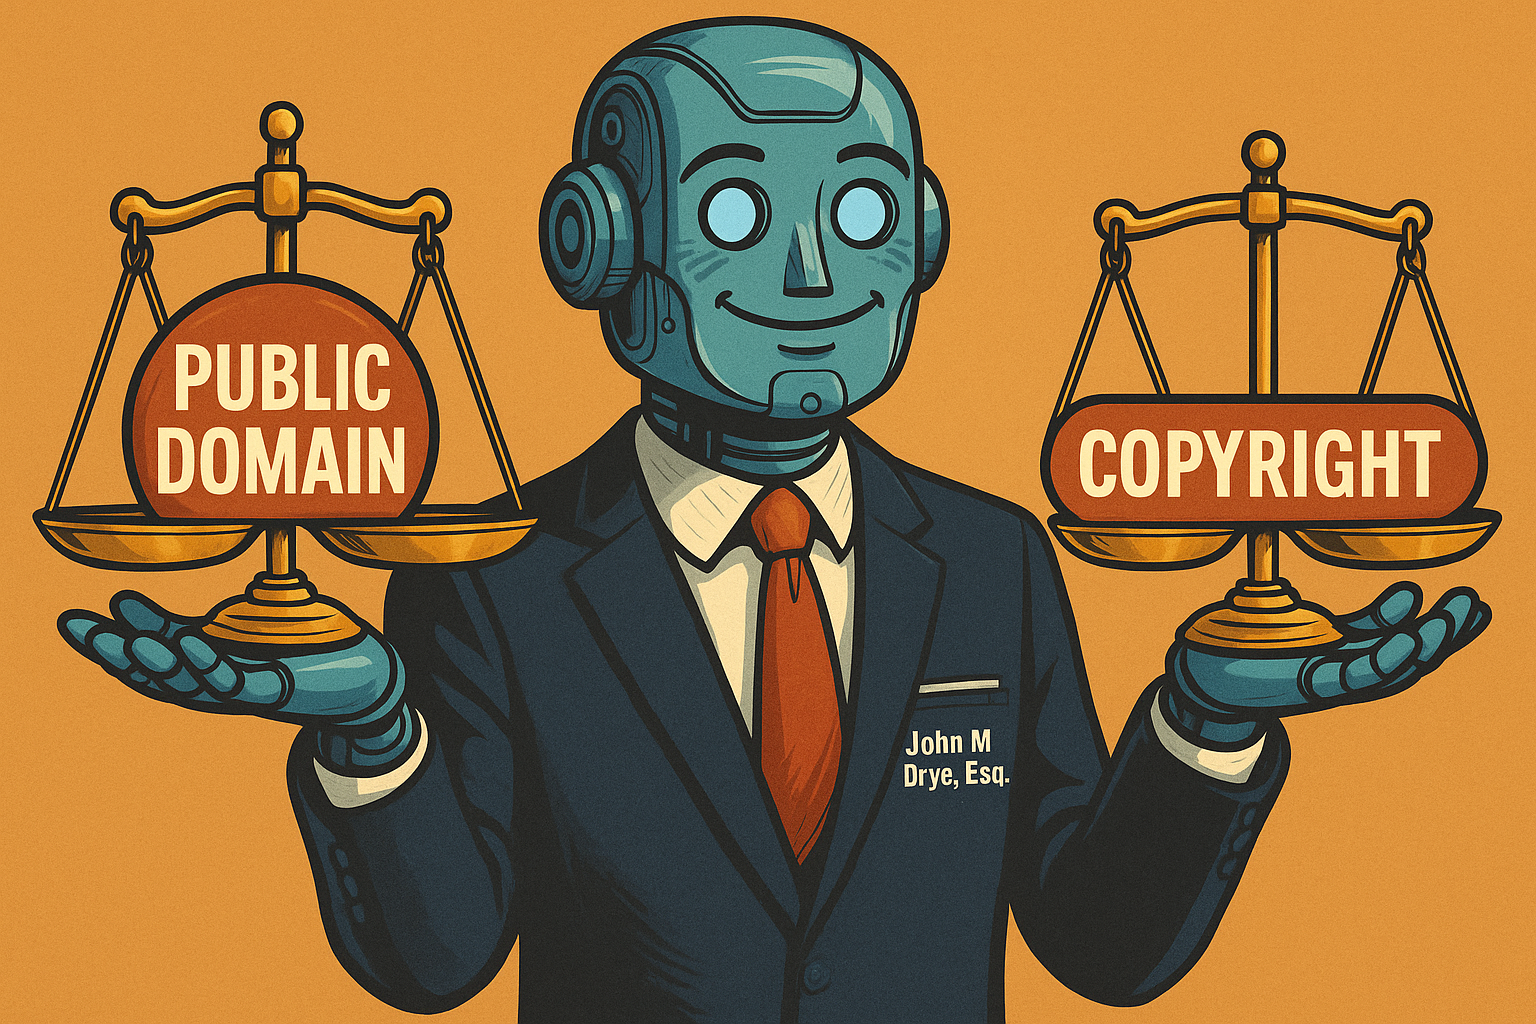 PUBLIC
DOMAIN
COPYRIGHT
John M
Drye, Esq.